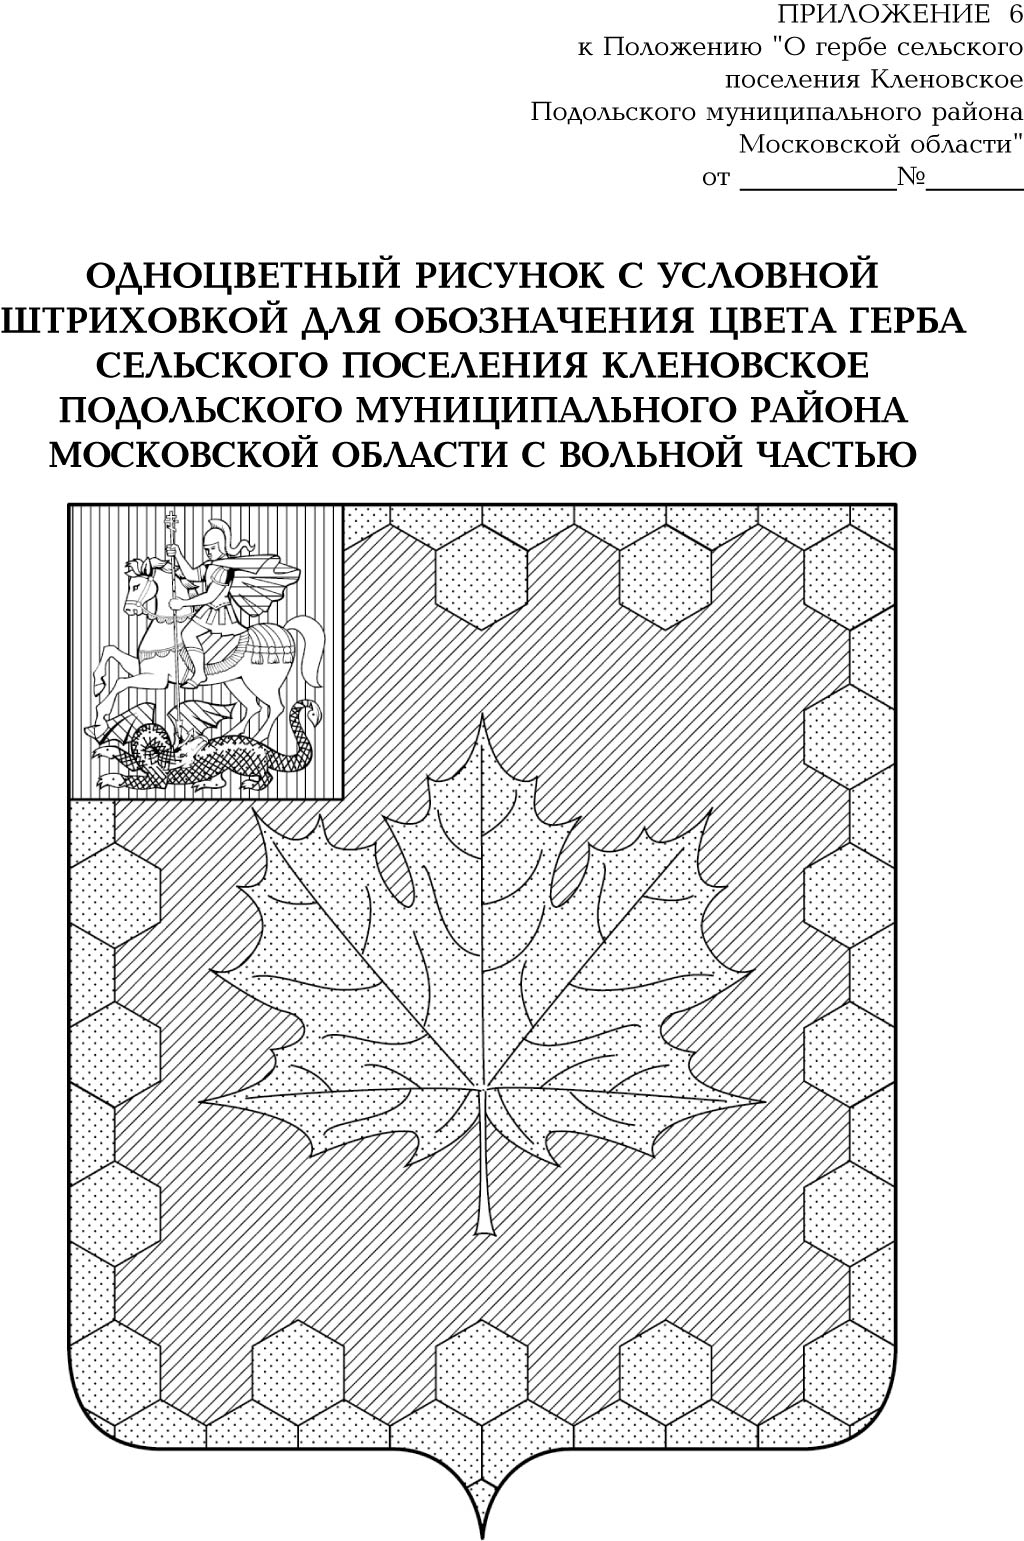 ПРИЛОЖЕНИЕ 6
к Положению "О гербе сельского
поселения Кленовское
Подольского муниципального района
Московской области"
от ____________№________
ОДНОЦВЕТНЫЙ РИСУНОК С УСЛОВНОЙ
ШТРИХОВКОЙ ДЛЯ ОБОЗНАЧЕНИЯ ЦВЕТА ГЕРБА
СЕЛЬСКОГО ПОСЕЛЕНИЯ КЛЕНОВСКОЕ
ПОДОЛЬСКОГО МУНИЦИПАЛЬНОГО РАЙОНА
МОСКОВСКОЙ ОБЛАСТИ С ВОЛЬНОЙ ЧАСТЬЮ